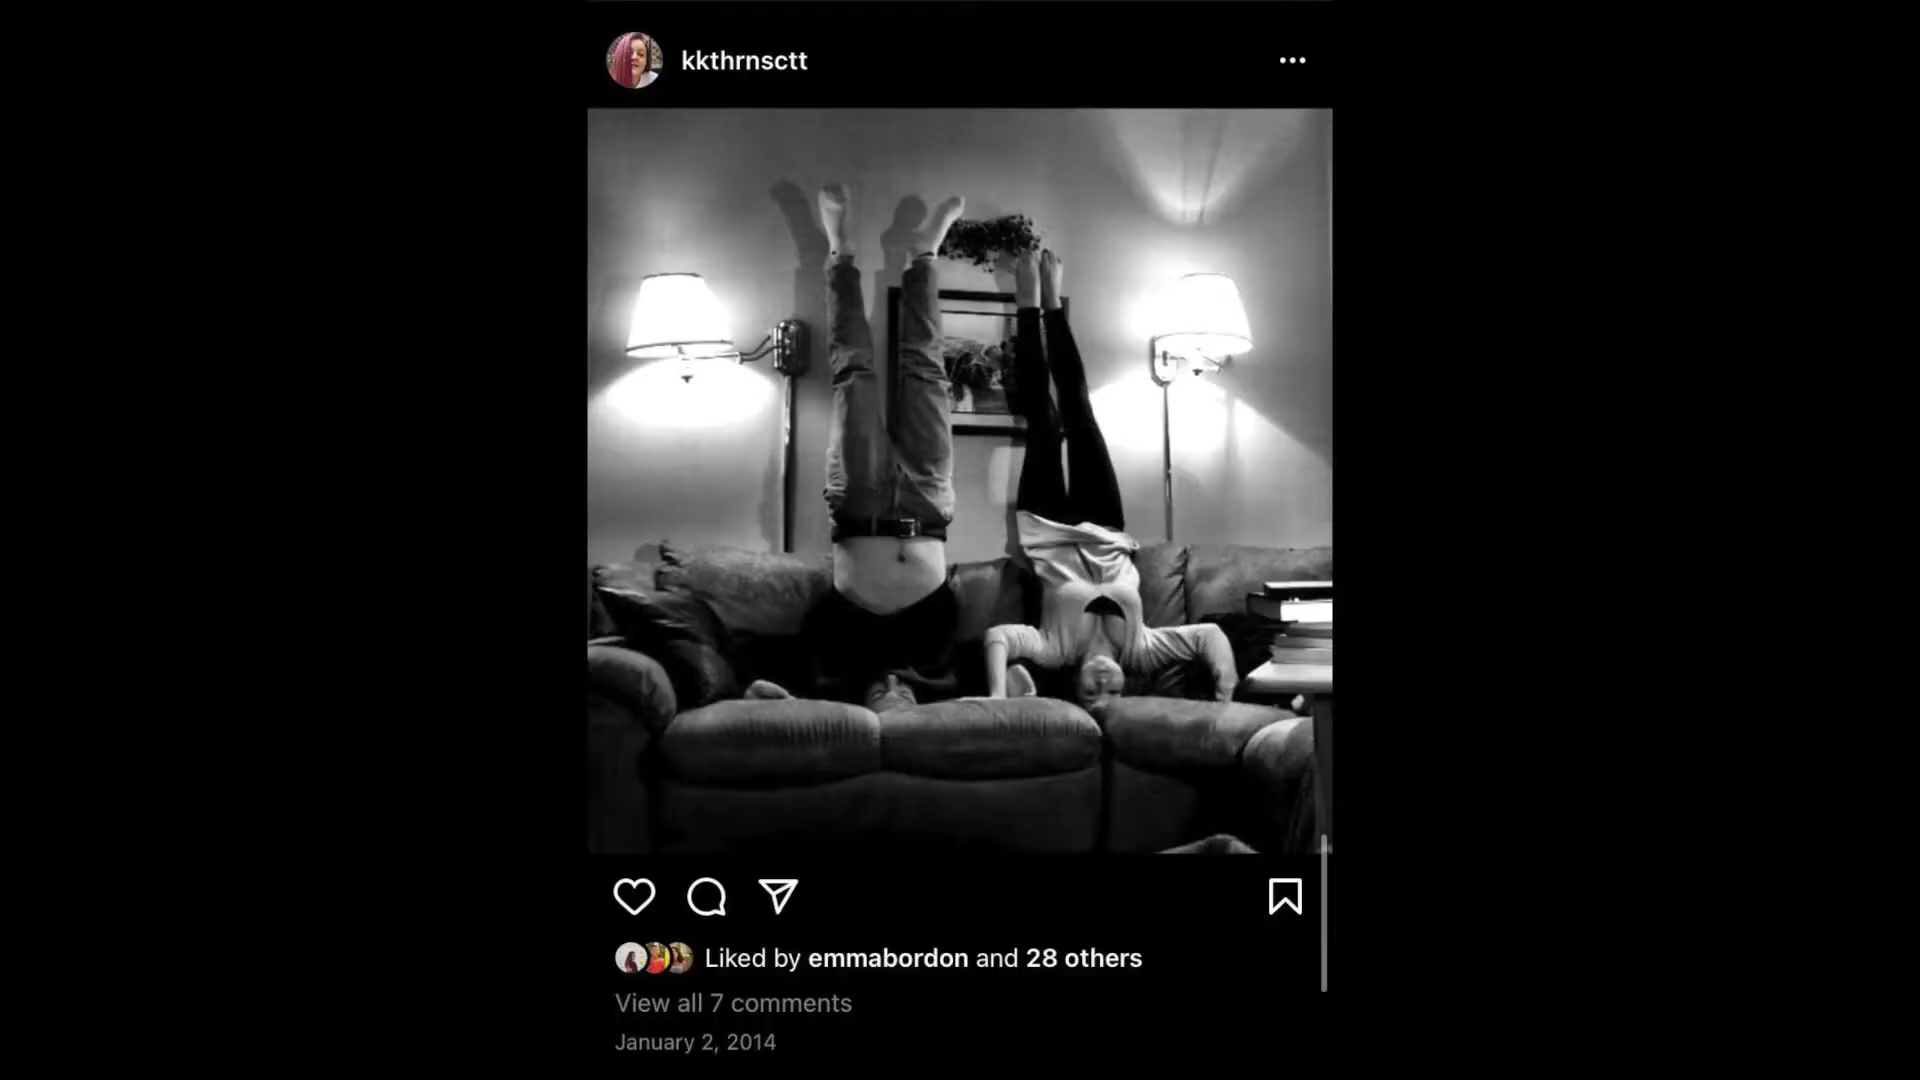 kkthrnsctt
Liked by emmabordon and 28 others
View all 7 comments
January 2, 2014